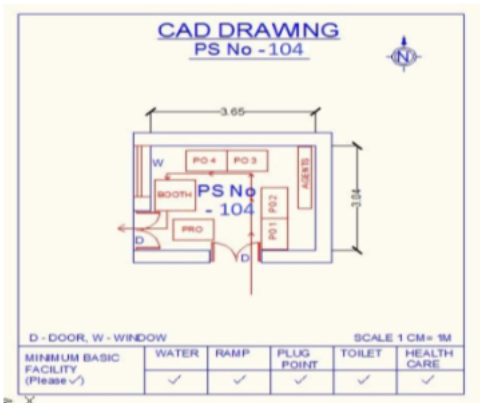 CAD DRAWING
PS No - 104
N
3.65
W
PO 4
PO 3
AGENTS
BOOTH
PS No
- 104
PO 2
PO 1
3.04
PRO
D
D
D - DOOR, W - WINDOW
SCALE 1 CM = 1M
MINIMUM BASIC
FACILITY
(Please ✓)
WATER
RAMP
PLUG
POINT
TOILET
HEALTH
CARE
✓ ✓ ✓ ✓ ✓